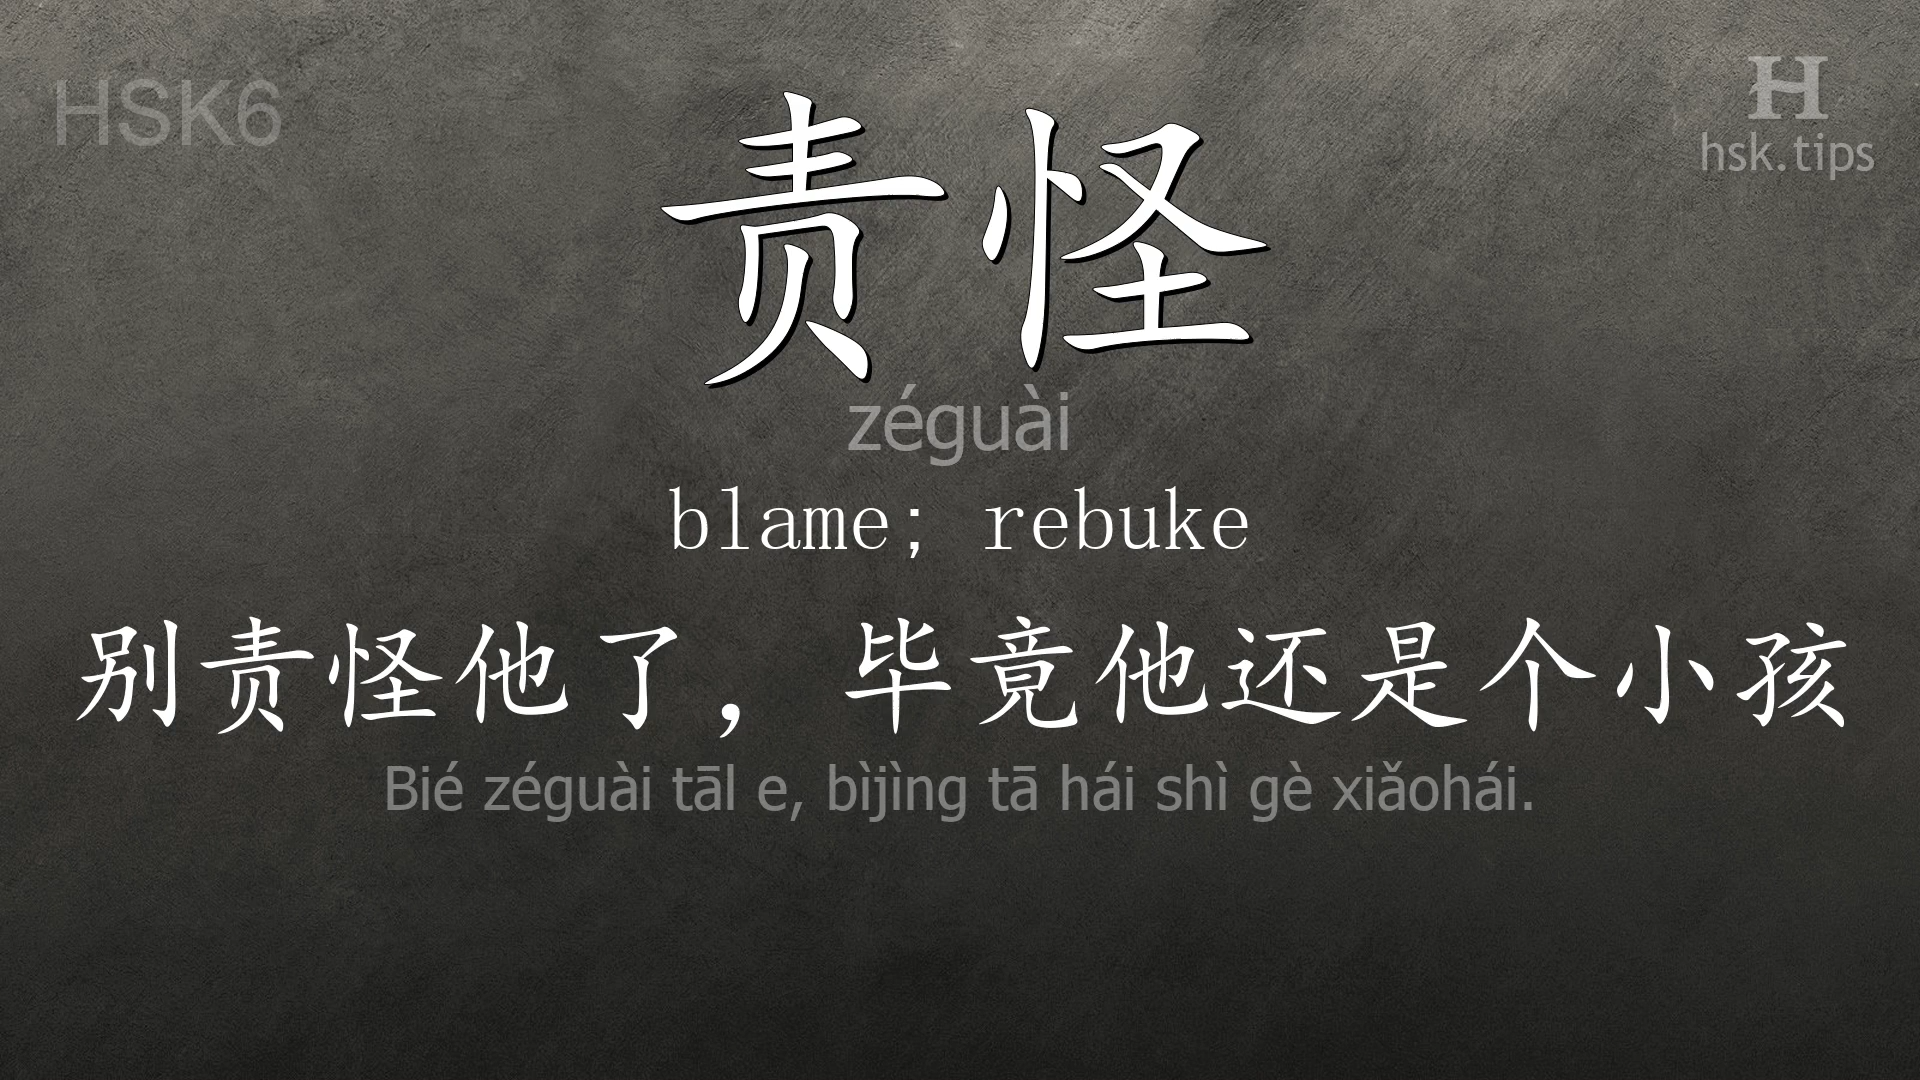 HSK6
H
hsk.tips
责怪
zéguài
blame; rebuke
别责怪他了，毕竟他还是个小孩
Bié zéguài tāl e, bìjìng tā hái shì gè xiǎohái.